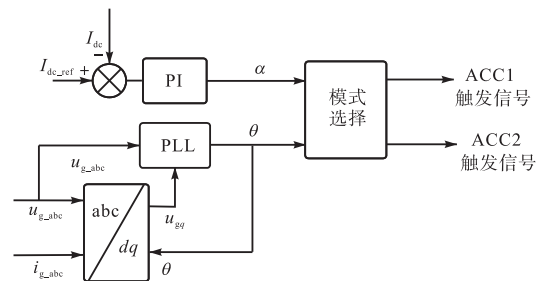 I_dc
−
I_dc_ref +
PI
α
模式
选择
ACC1
触发信号
ACC2
触发信号
PLL
θ
u_g_abc
u_g_abc
abc
dq
u_gq
i_g_abc
θ